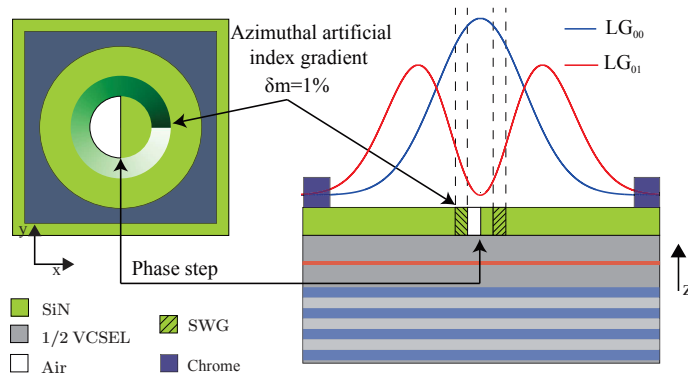 Azimuthal artificial
index gradient
δm=1%
LG₀₀
LG₀₁
y
x
Phase step
z
SiN
1/2 VCSEL
Air
SWG
Chrome